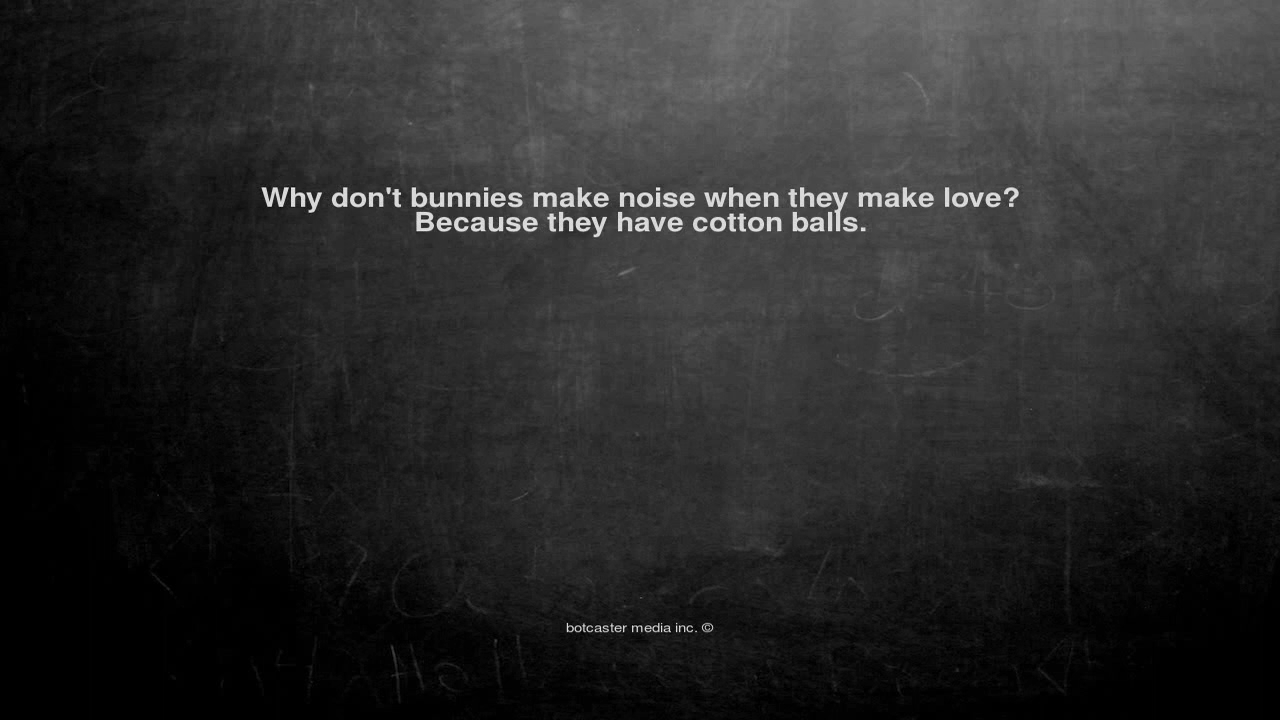 Why don't bunnies make noise when they make love?
Because they have cotton balls.
botcaster media inc. ©